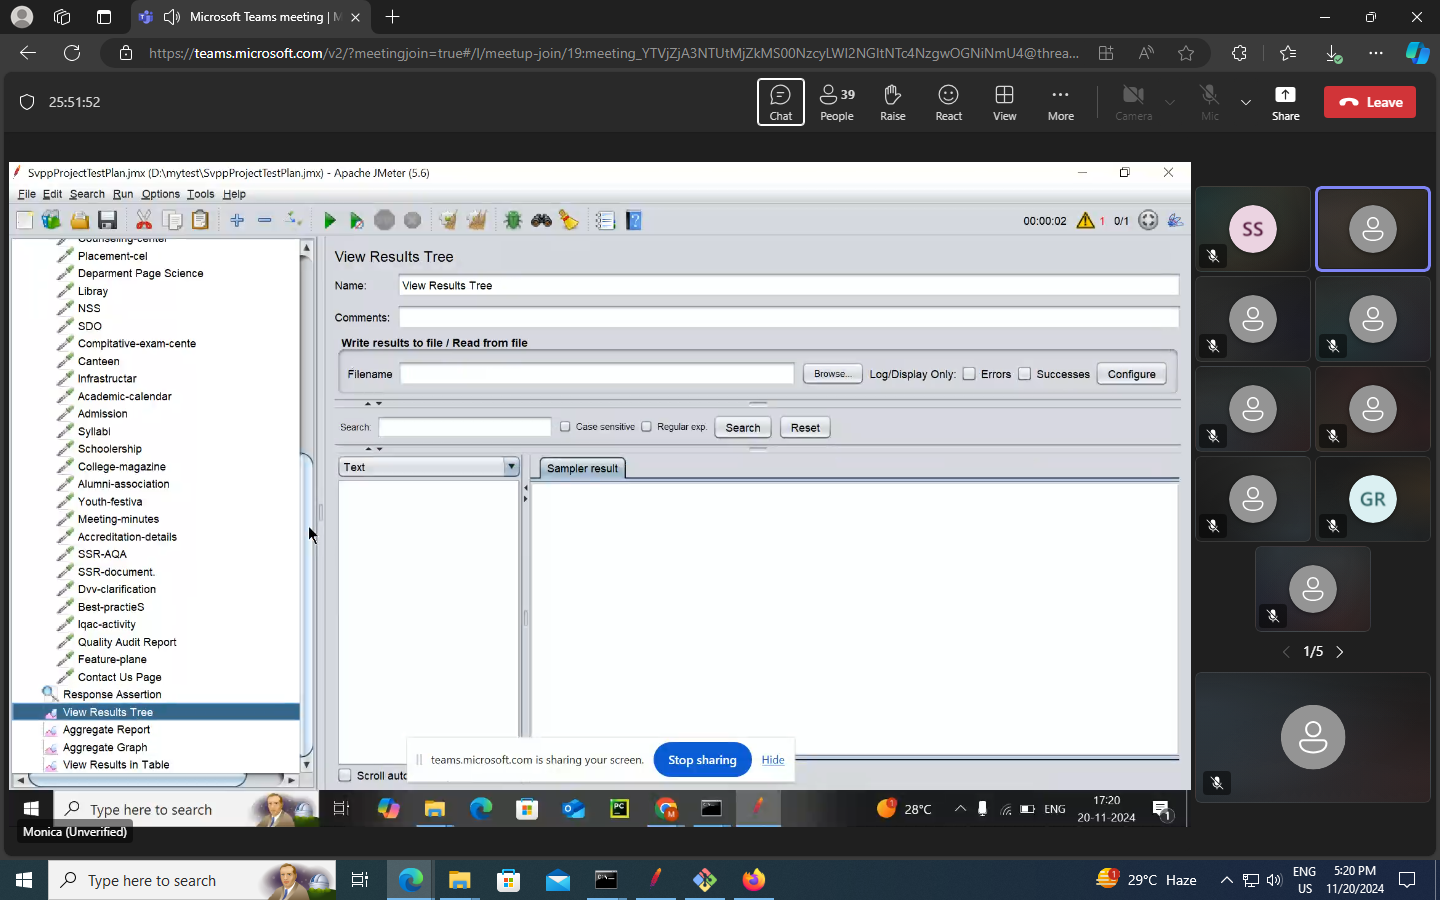 Microsoft Teams meeting | M
https://teams.microsoft.com/v2/?meetingjoin=true#/l/meetup-join/19:meeting_YTVjZjA3NTUtMjZkMS00NzcyLWI2NGItNTc4NzgwOGNiNmU4@threa...
25:51:52
Chat
39
People
Raise
React
View
More
Camera
Mic
Share
Leave
SvppProjectTestPlan.jmx (D:\mytest\SvppProjectTestPlan.jmx) - Apache JMeter (5.6)
File Edit Search Run Options Tools Help
00:00:02 1 0/1
Counseling-center
Placement-cel
Deparment Page Science
Libray
NSS
SDO
Compitative-exam-cente
Canteen
Infrastructar
Academic-calendar
Admission
Syllabi
Schoolership
College-magazine
Alumni-association
Youth-festiva
Meeting-minutes
Accreditation-details
SSR-AQA
SSR-document.
Dvv-clarification
Best-practieS
Iqac-activity
Quality Audit Report
Feature-plane
Contact Us Page
Response Assertion
View Results Tree
Aggregate Report
Aggregate Graph
View Results in Table
View Results Tree
Name: View Results Tree
Comments:
Write results to file / Read from file
Filename Browse... Log/Display Only: Errors Successes Configure
Search: Case sensitive Regular exp. Search Reset
Text
Sampler result
Scroll auto
teams.microsoft.com is sharing your screen. Stop sharing Hide
SS
GR
1/5
Type here to search
28°C
ENG
17:20
20-11-2024
1
Monica (Unverified)
Type here to search
29°C Haze
ENG
US
5:20 PM
11/20/2024